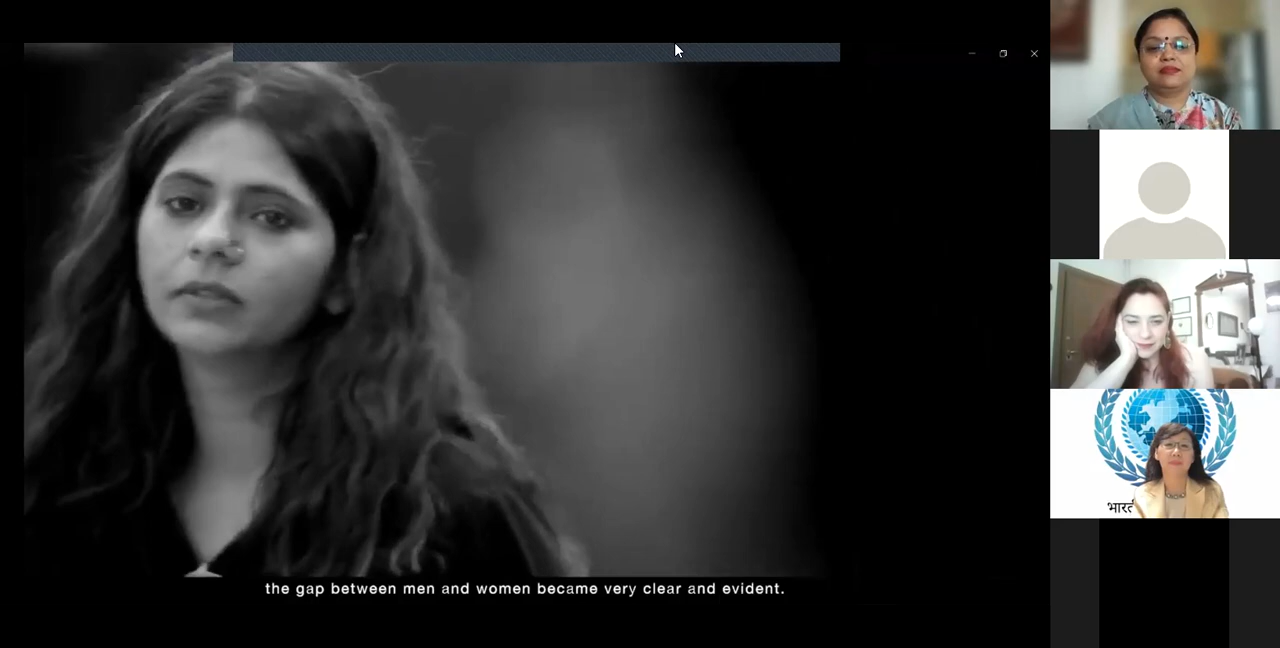 the gap between men and women became very clear and evident.
भारत